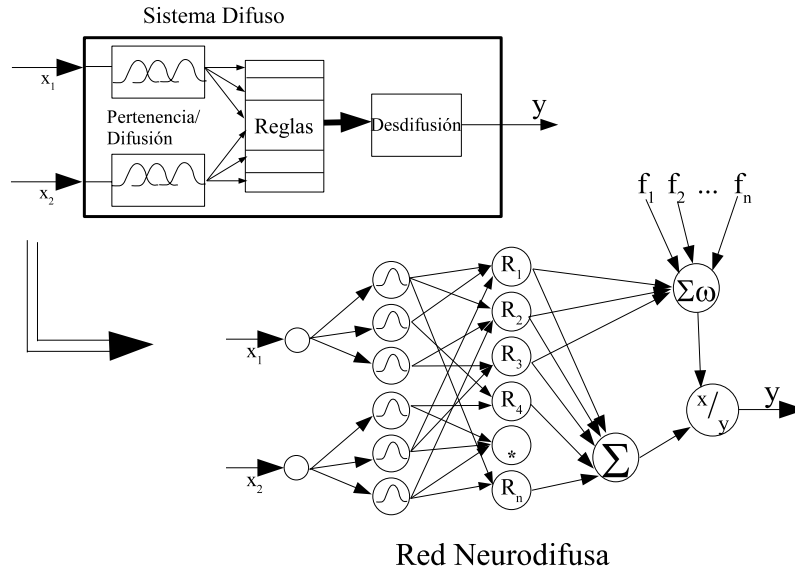 Sistema Difuso
x1
Pertenencia/
Difusión
Reglas
Desdifusión
y
x2
f1 f2 ... fn
R1
Σω
R2
x1
R3
R4
x/y
y
*
Σ
x2
Rn
Red Neurodifusa